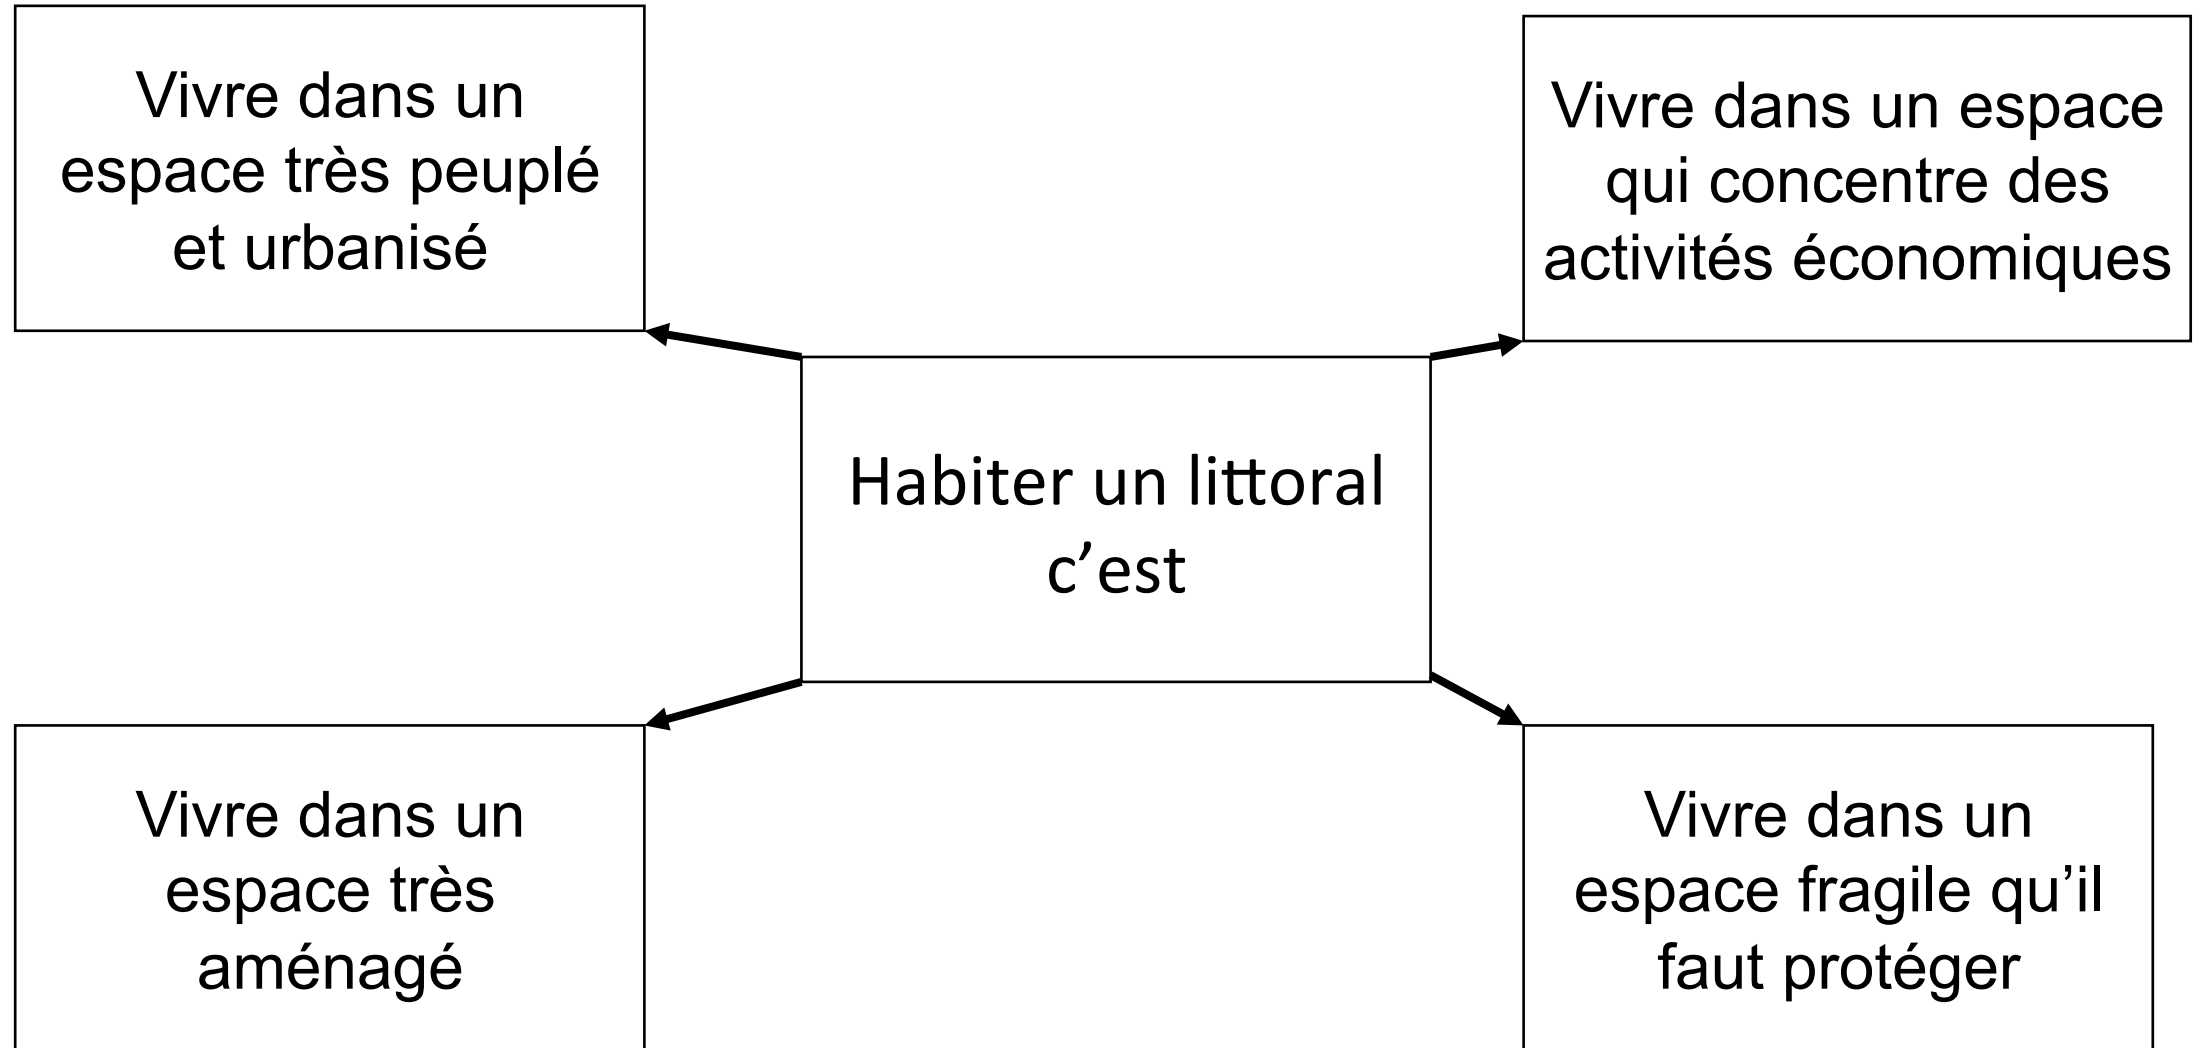 Vivre dans un
espace très peuplé
et urbanisé
Vivre dans un espace
qui concentre des
activités économiques
Habiter un littoral
c’est
Vivre dans un
espace très
aménagé
Vivre dans un
espace fragile qu’il
faut protéger